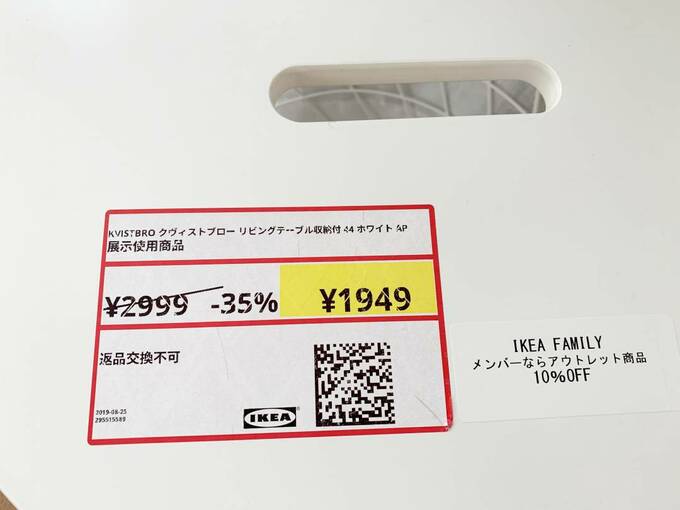 KVISTBRO クヴィストブロー リビングテーブル収納付 44 ホワイト AP
展示使用商品
¥2999 -35% ¥1949
返品交換不可
2019-08-25
295515589
IKEA
IKEA FAMILY
メンバーならアウトレット商品
10%OFF